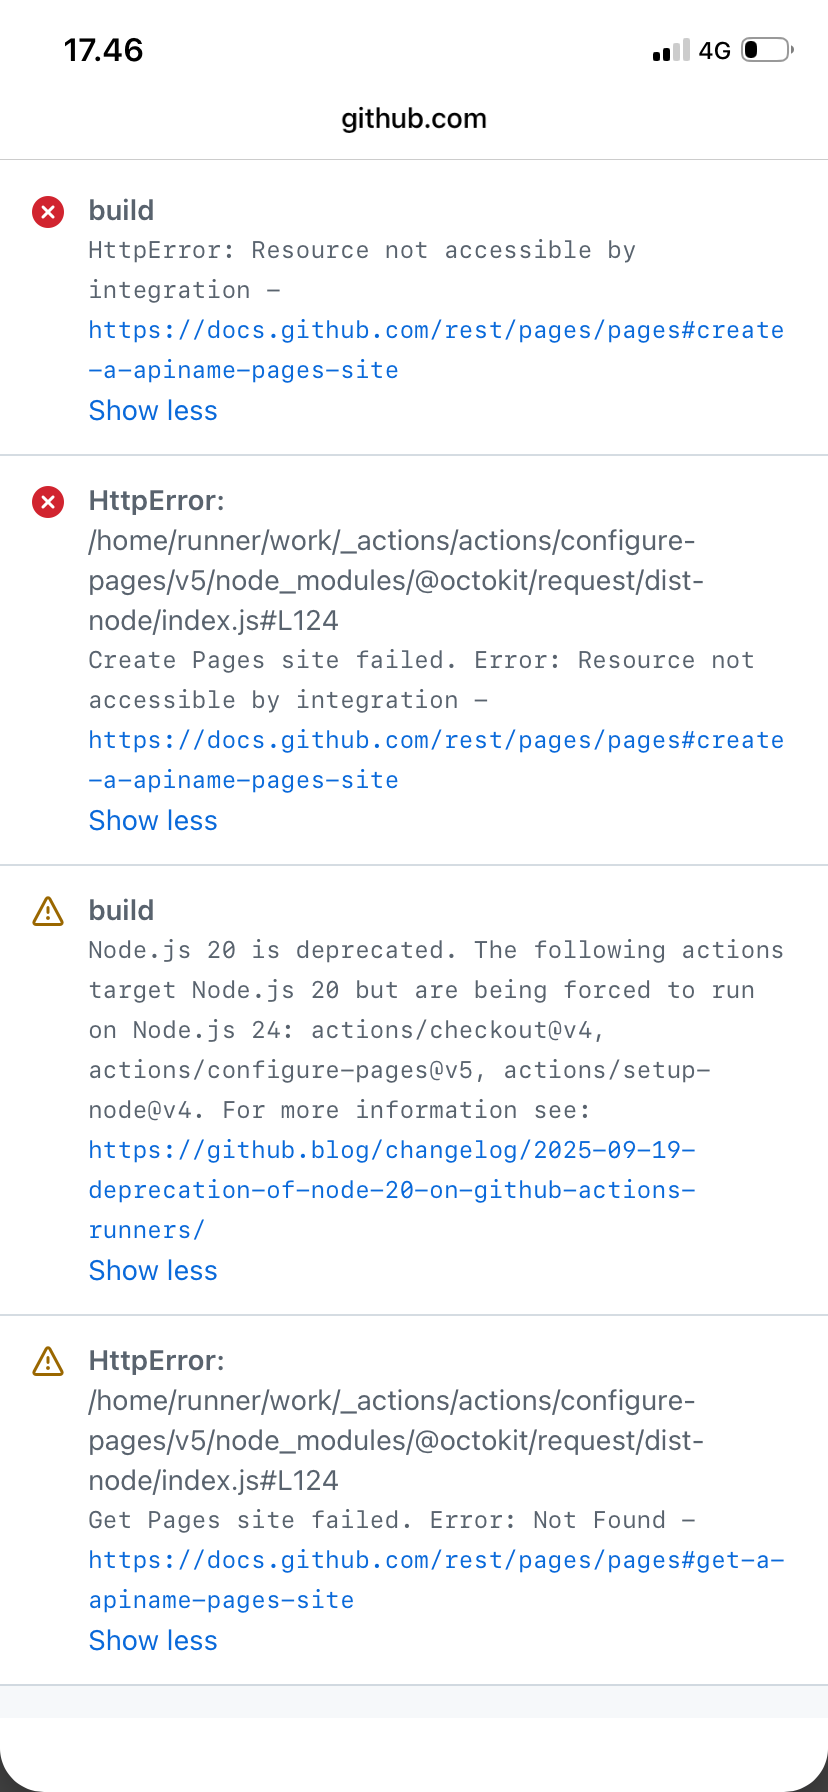 17.46
4G
github.com
build
HttpError: Resource not accessible by
integration –
https://docs.github.com/rest/pages/pages#create
-a-apiname-pages-site
Show less
HttpError:
/home/runner/work/_actions/actions/configure-
pages/v5/node_modules/@octokit/request/dist-
node/index.js#L124
Create Pages site failed. Error: Resource not
accessible by integration –
https://docs.github.com/rest/pages/pages#create
-a-apiname-pages-site
Show less
build
Node.js 20 is deprecated. The following actions
target Node.js 20 but are being forced to run
on Node.js 24: actions/checkout@v4,
actions/configure-pages@v5, actions/setup-
node@v4. For more information see:
https://github.blog/changelog/2025-09-19-
deprecation-of-node-20-on-github-actions-
runners/
Show less
HttpError:
/home/runner/work/_actions/actions/configure-
pages/v5/node_modules/@octokit/request/dist-
node/index.js#L124
Get Pages site failed. Error: Not Found –
https://docs.github.com/rest/pages/pages#get-a-
apiname-pages-site
Show less